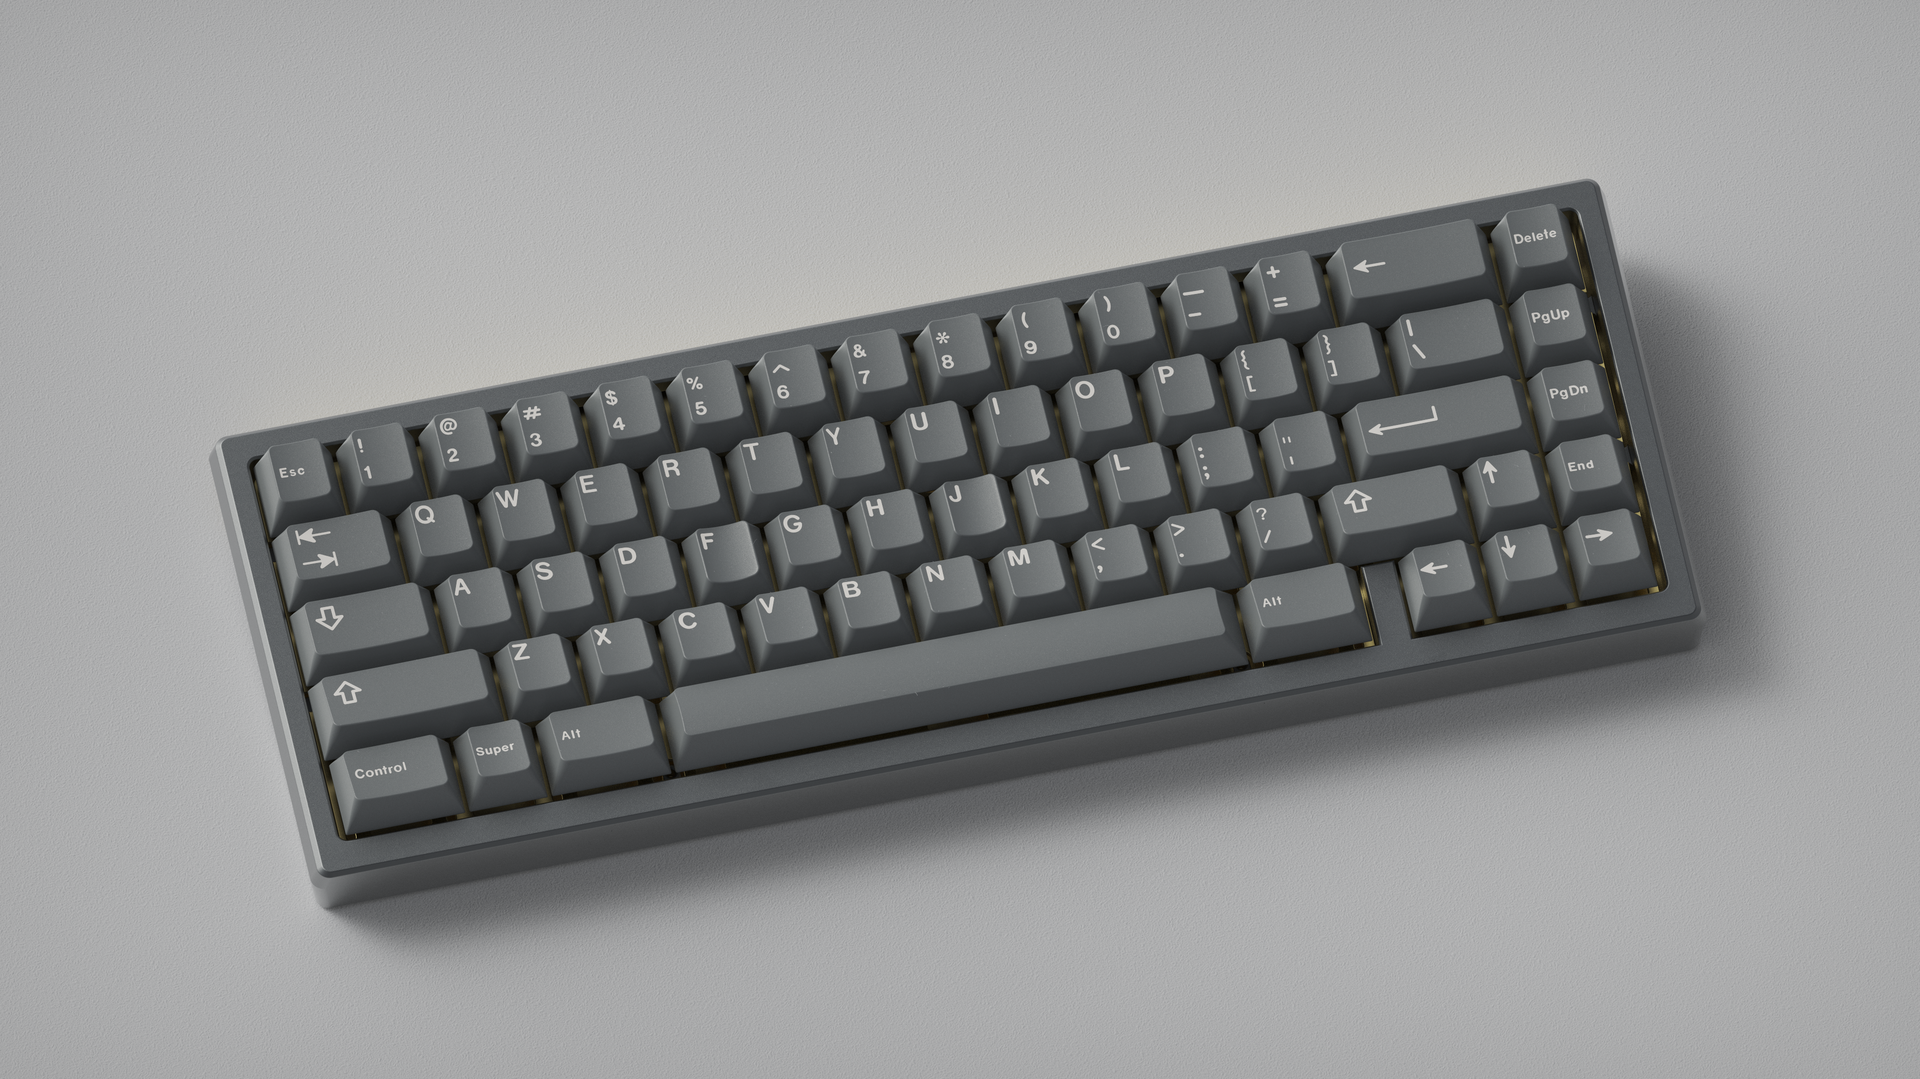 Esc ! 1 @ 2 # 3 $ 4 % 5 ^ 6 & 7 * 8 ( 9 ) 0 — - + = ← Delete
⇤ ⇥ Q W E R T Y U I O P { [ } ] | \ PgUp
⇩ A S D F G H J K L : ; " ' ↵ PgDn
⇧ Z X C V B N M < , > . ? / ⇧ ↑ End
Control Super Alt Alt ← ↓ →